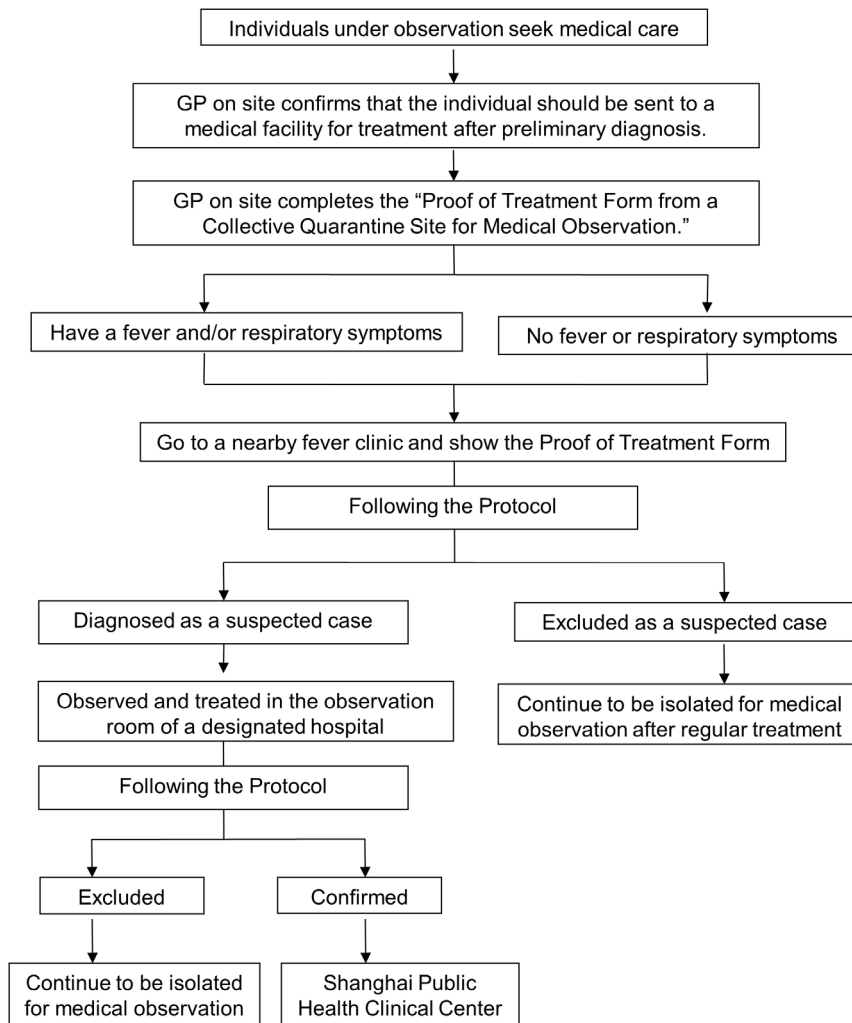 Individuals under observation seek medical care
GP on site confirms that the individual should be sent to a
medical facility for treatment after preliminary diagnosis.
GP on site completes the “Proof of Treatment Form from a
Collective Quarantine Site for Medical Observation.”
Have a fever and/or respiratory symptoms
No fever or respiratory symptoms
Go to a nearby fever clinic and show the Proof of Treatment Form
Following the Protocol
Diagnosed as a suspected case
Excluded as a suspected case
Observed and treated in the observation
room of a designated hospital
Continue to be isolated for medical
observation after regular treatment
Following the Protocol
Excluded
Confirmed
Continue to be isolated
for medical observation
Shanghai Public
Health Clinical Center